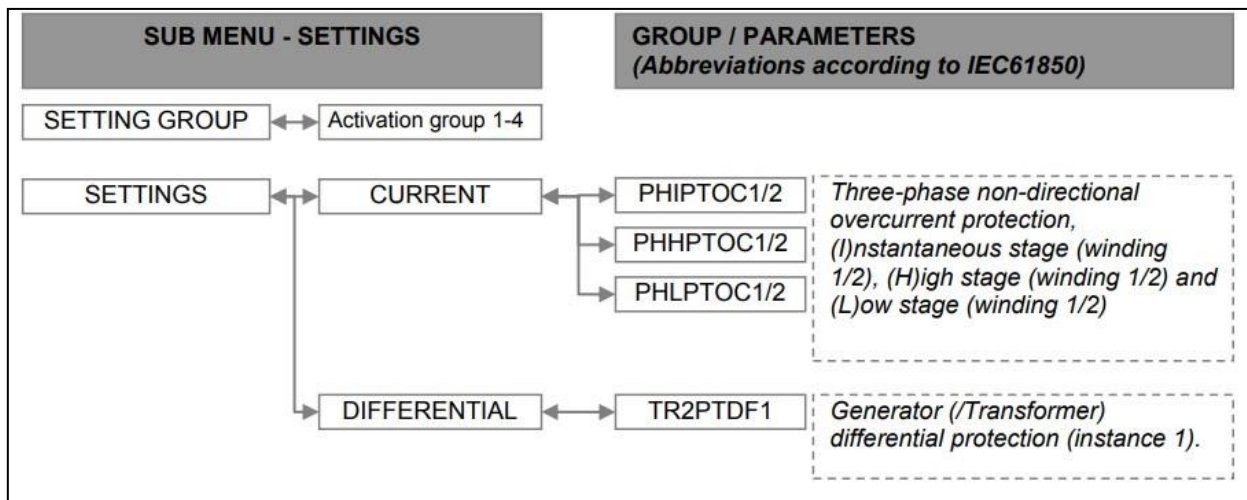 SUB MENU - SETTINGS
GROUP / PARAMETERS
(Abbreviations according to IEC61850)
SETTING GROUP
Activation group 1-4
SETTINGS
CURRENT
PHIPTOC1/2
PHHPTOC1/2
PHLPTOC1/2
Three-phase non-directional
overcurrent protection,
(I)nstantaneous stage (winding
1/2), (H)igh stage (winding 1/2) and
(L)ow stage (winding 1/2)
DIFFERENTIAL
TR2PTDF1
Generator (/Transformer)
differential protection (instance 1).